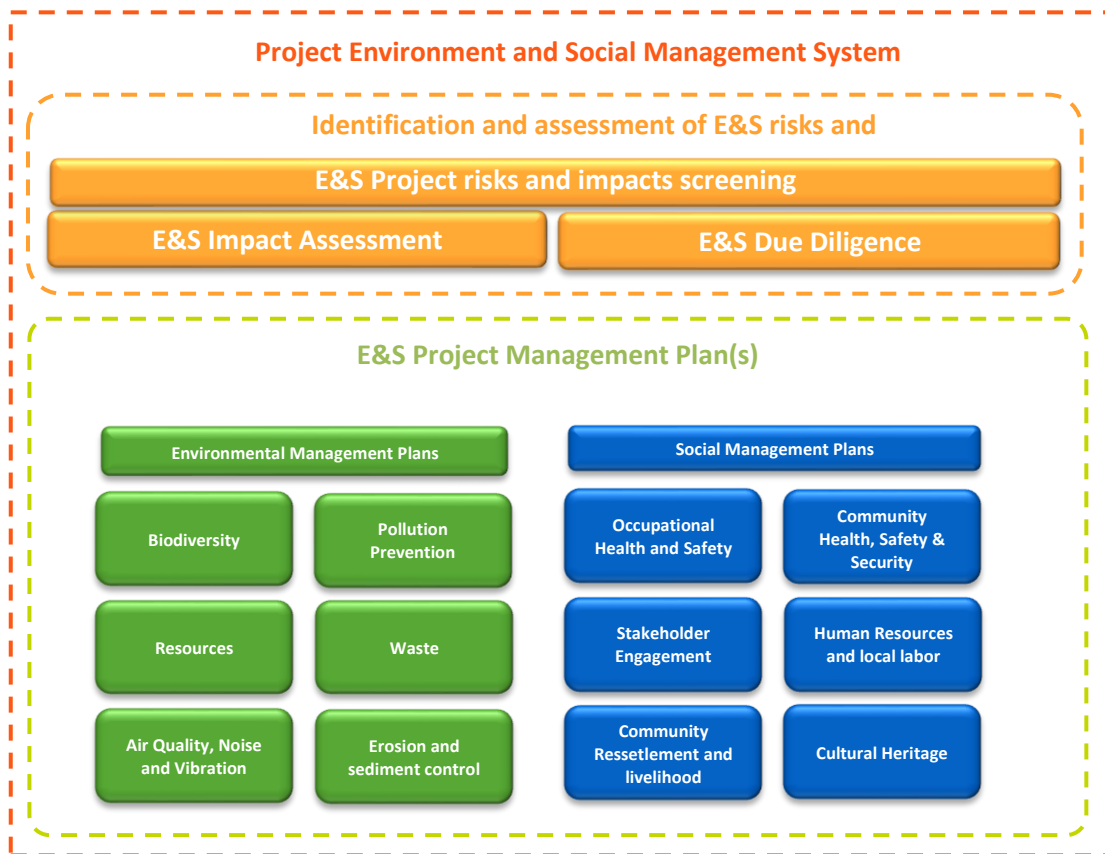 Project Environment and Social Management System
Identification and assessment of E&S risks and
E&S Project risks and impacts screening
E&S Impact Assessment
E&S Due Diligence
E&S Project Management Plan(s)
Environmental Management Plans
Social Management Plans
Biodiversity
Pollution
Prevention
Occupational
Health and Safety
Community
Health, Safety &
Security
Resources
Waste
Stakeholder
Engagement
Human Resources
and local labor
Air Quality, Noise
and Vibration
Erosion and
sediment control
Community
Ressetlement and
livelihood
Cultural Heritage